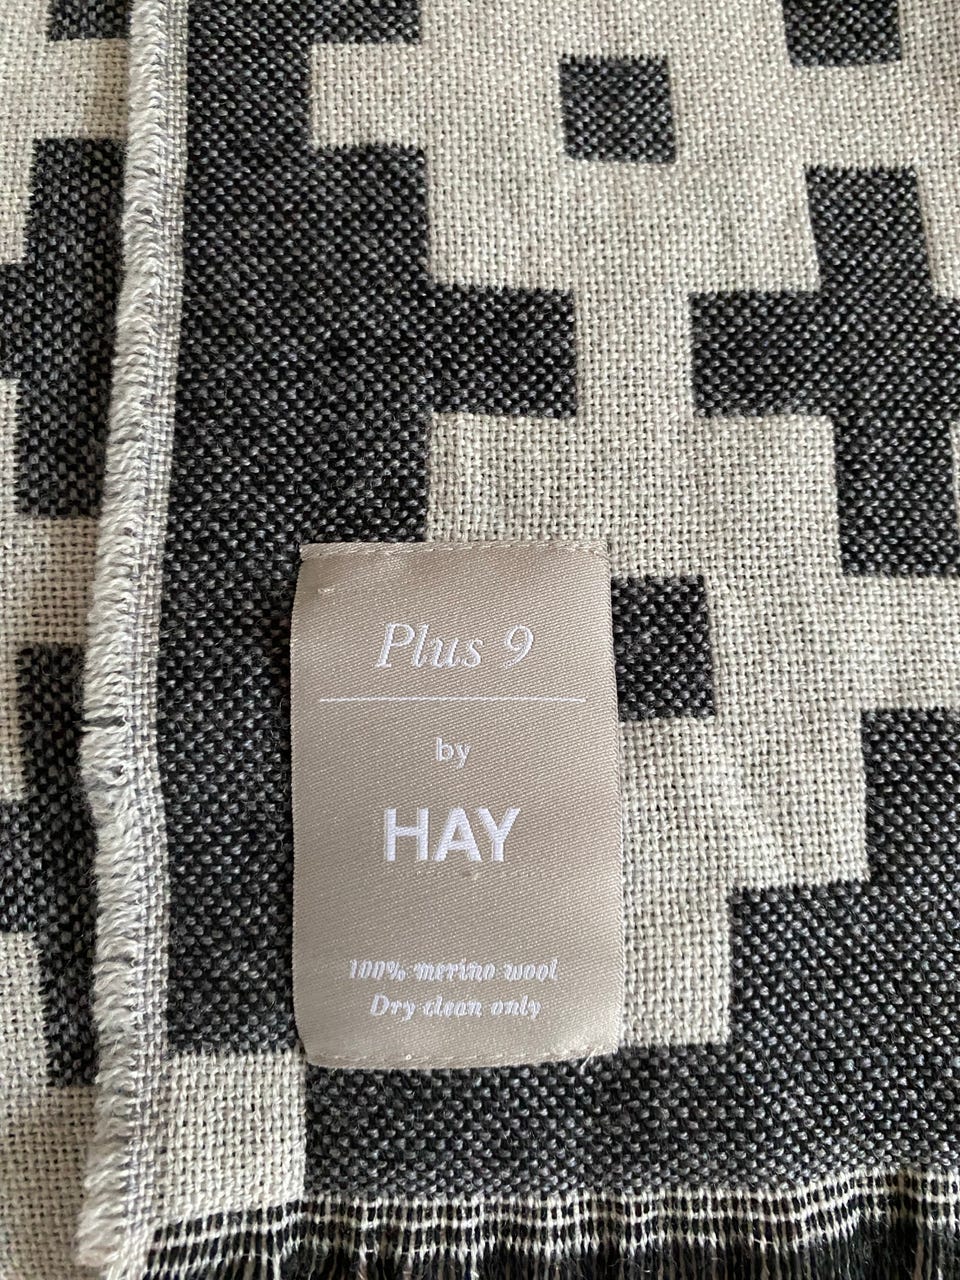 Plus 9
by
HAY
100% merino wool
Dry clean only